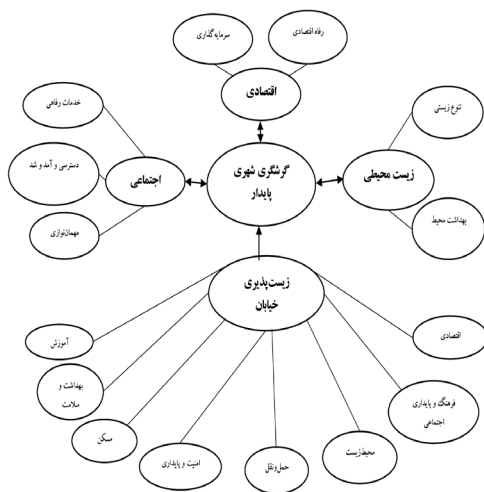 رفاه اقتصادی
سرمایه‌گذاری
اقتصادی
خدمات رفاهی
تنوع زیستی
گرشگری شهری
پایدار
دسترسی و آمد و شد
اجتماعی
زیست محیطی
مهمان‌نوازی
بهداشت محیط
زیست‌پذیری
خیابان
آموزش
اقتصادی
بهداشت و
سلامت
فرهنگ و پایداری
اجتماعی
مسکن
امنیت و پایداری
حمل‌ونقل
محیط‌زیست